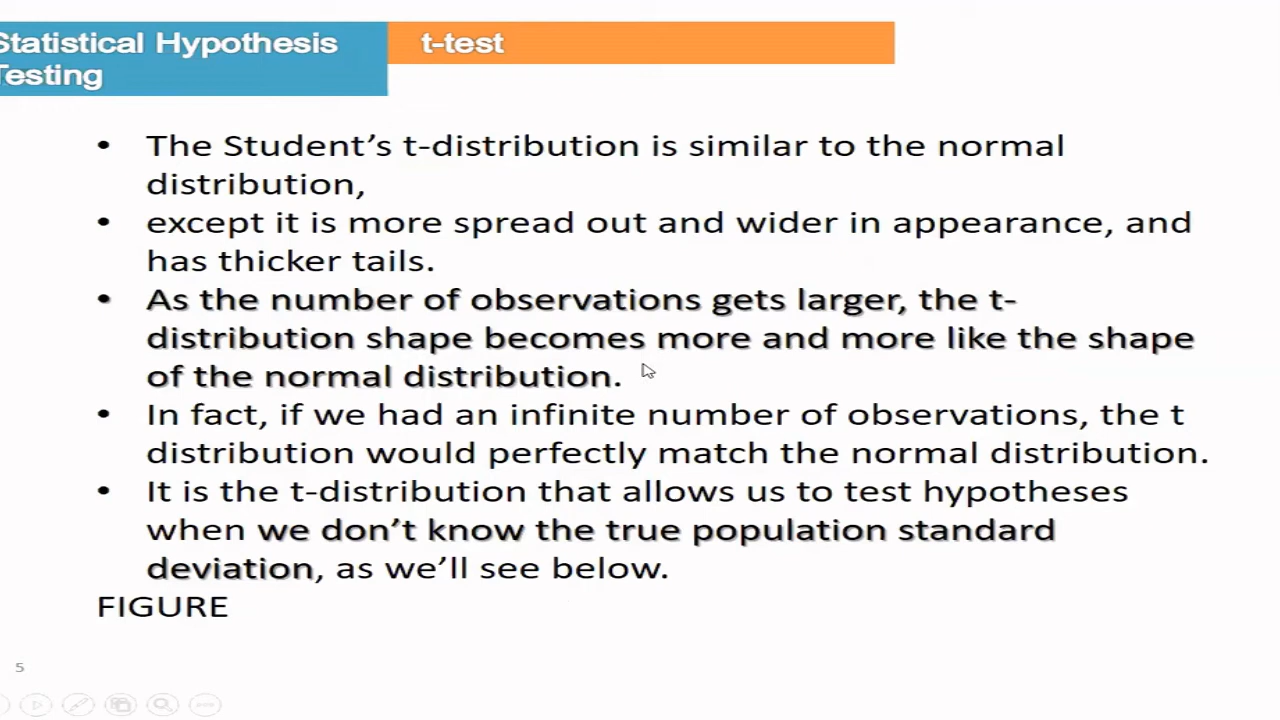 Statistical Hypothesis
Testing
t-test
• The Student’s t-distribution is similar to the normal
distribution,
• except it is more spread out and wider in appearance, and
has thicker tails.
• As the number of observations gets larger, the t-
distribution shape becomes more and more like the shape
of the normal distribution.
• In fact, if we had an infinite number of observations, the t
distribution would perfectly match the normal distribution.
• It is the t-distribution that allows us to test hypotheses
when we don’t know the true population standard
deviation, as we’ll see below.
FIGURE
5